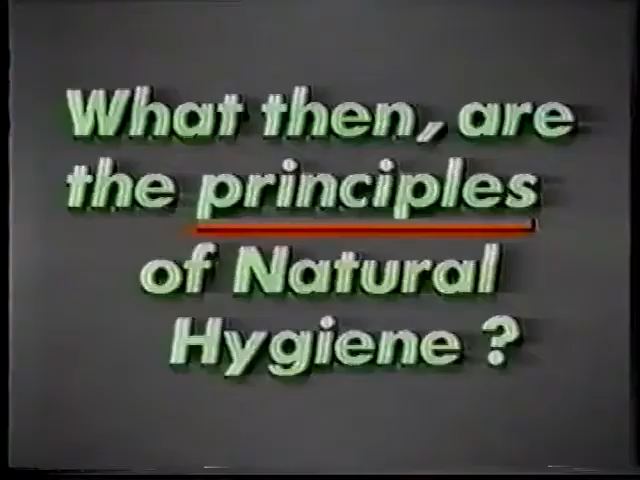 What then, are
the principles
of Natural
Hygiene ?